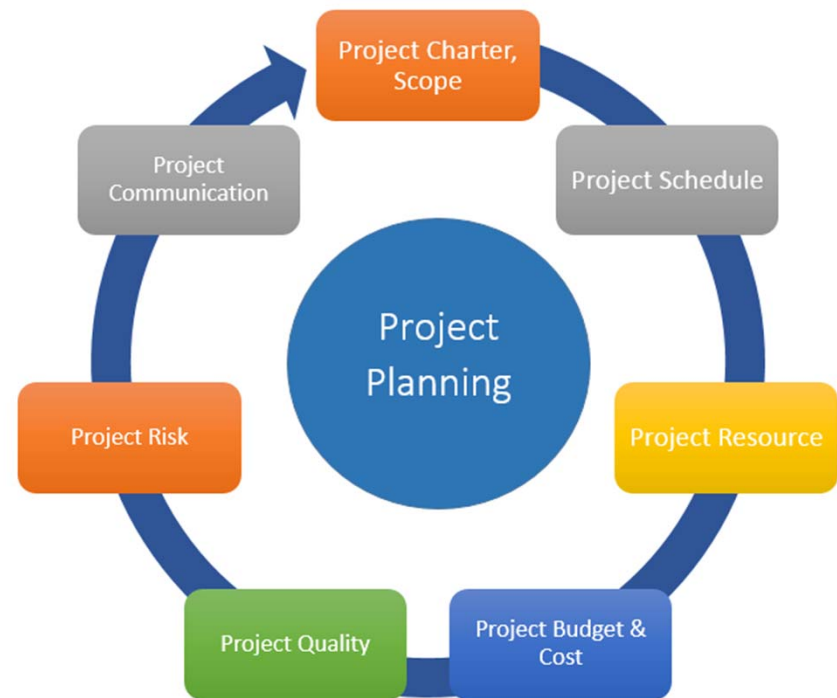 Project Charter,
Scope
Project Schedule
Project Resource
Project Budget &
Cost
Project Quality
Project Risk
Project
Communication
Project
Planning